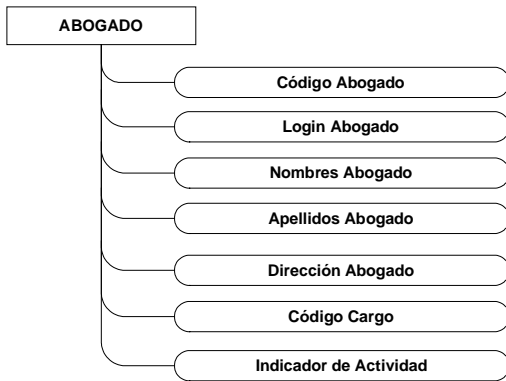 ABOGADO
Código Abogado
Login Abogado
Nombres Abogado
Apellidos Abogado
Dirección Abogado
Código Cargo
Indicador de Actividad